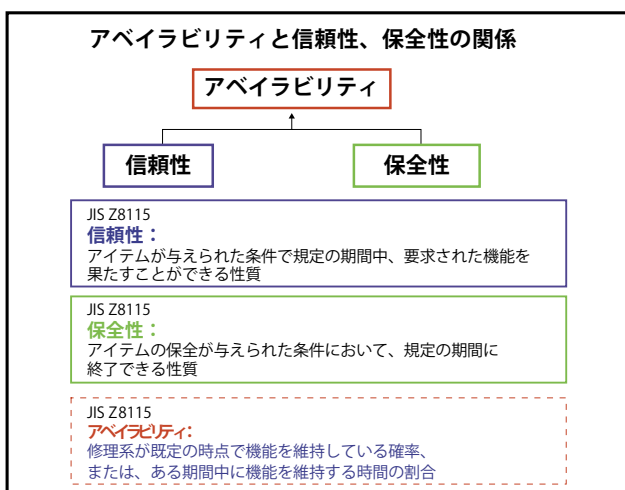 アベイラビリティと信頼性、保全性の関係
アベイラビリティ
信頼性
保全性
JIS Z8115
信頼性：
アイテムが与えられた条件で規定の期間中、要求された機能を
果たすことができる性質
JIS Z8115
保全性：
アイテムの保全が与えられた条件において、規定の期間に
終了できる性質
JIS Z8115
アベイラビリティ：
修理系が既定の時点で機能を維持している確率、
または、ある期間中に機能を維持する時間の割合